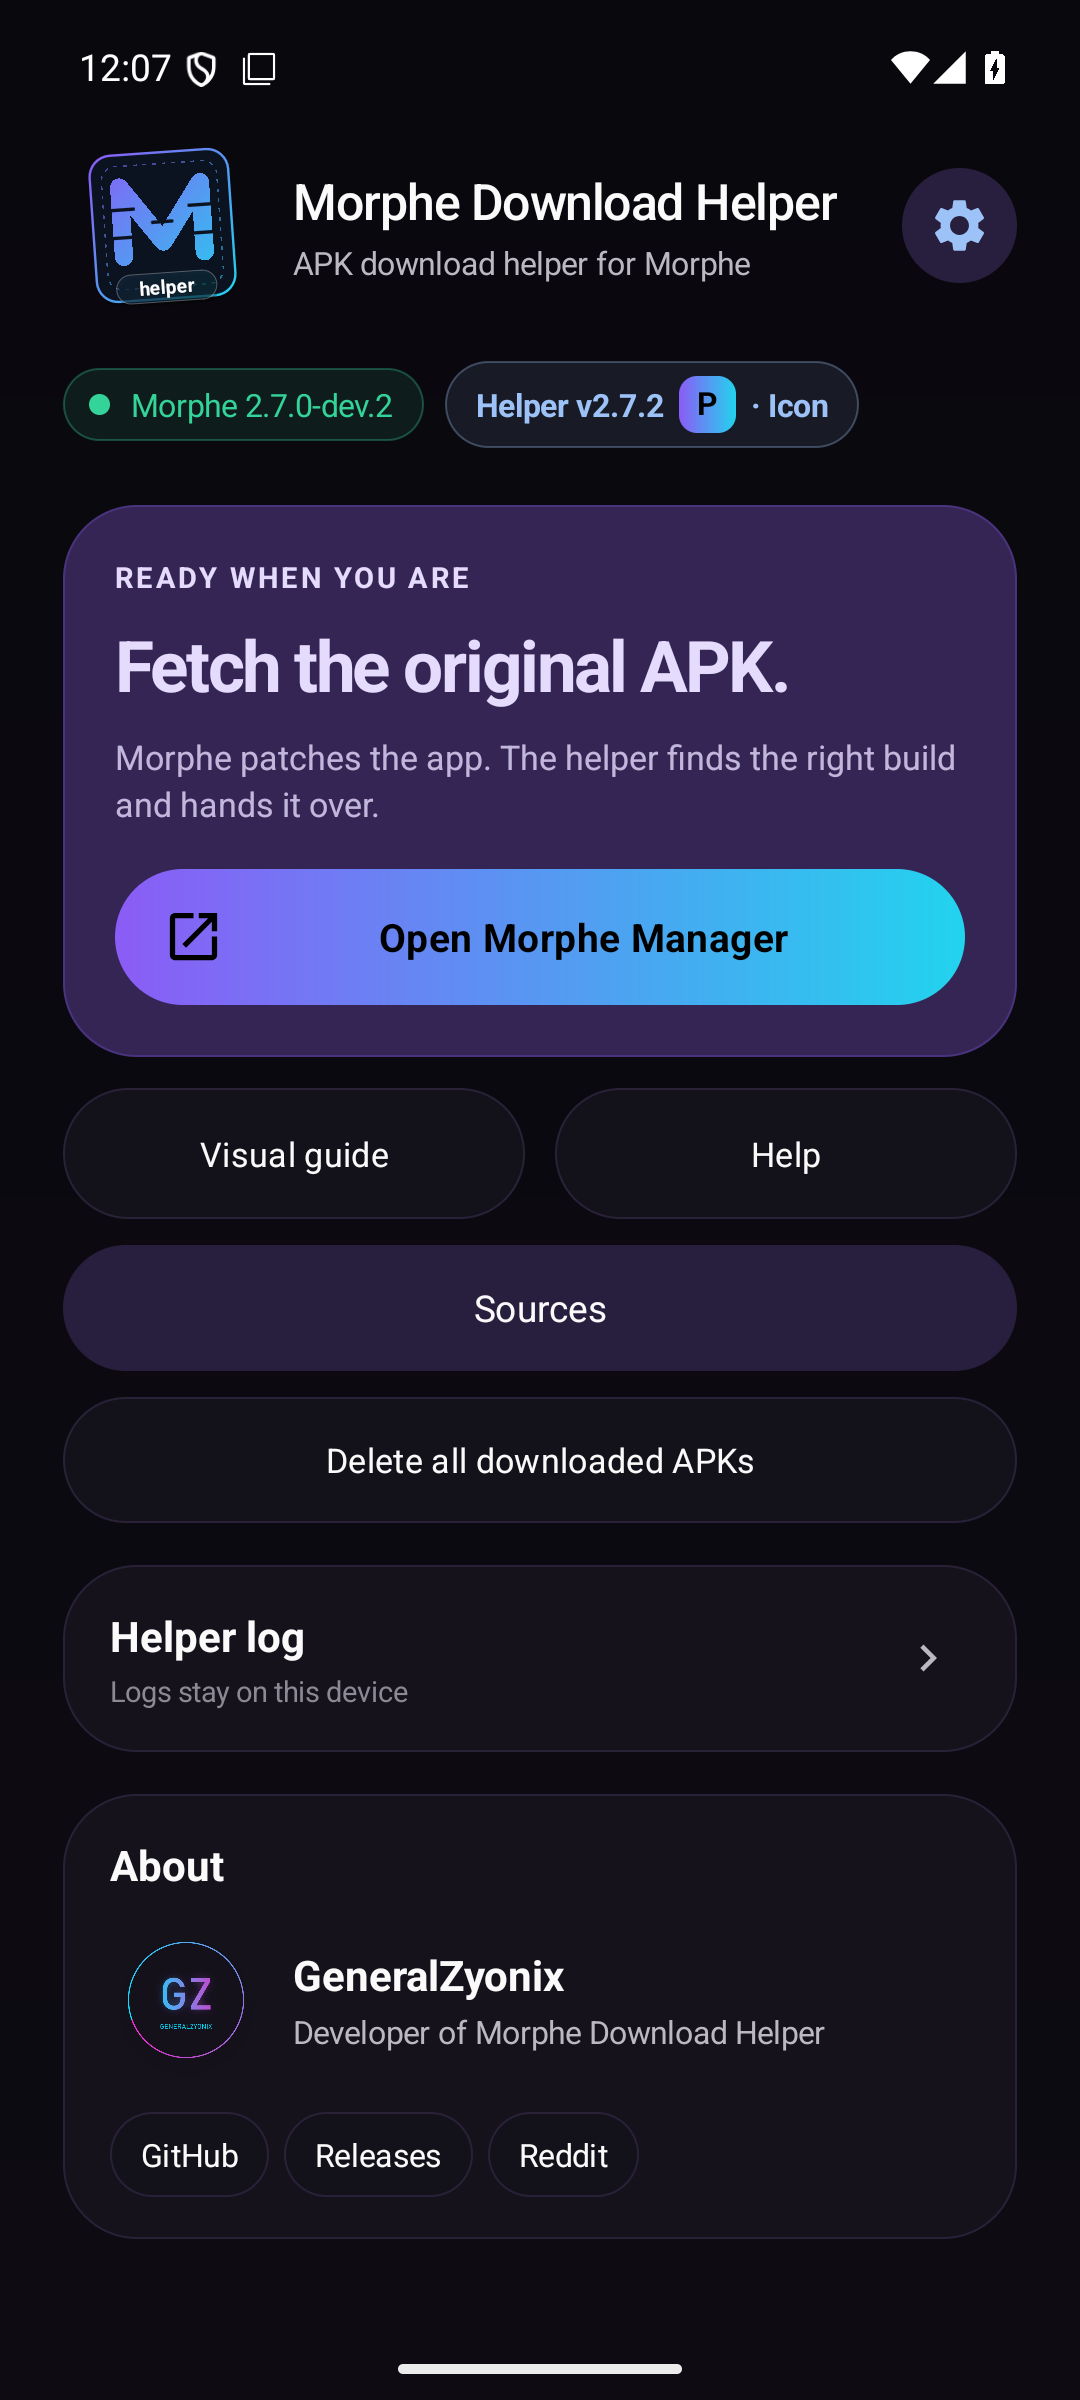 12:07
helper
Morphe Download Helper
APK download helper for Morphe
Morphe 2.7.0-dev.2
Helper v2.7.2 P · Icon
READY WHEN YOU ARE
Fetch the original APK.
Morphe patches the app. The helper finds the right build
and hands it over.
Open Morphe Manager
Visual guide
Help
Sources
Delete all downloaded APKs
Helper log
Logs stay on this device
About
GZ
GENERALZYONIX
GeneralZyonix
Developer of Morphe Download Helper
GitHub
Releases
Reddit